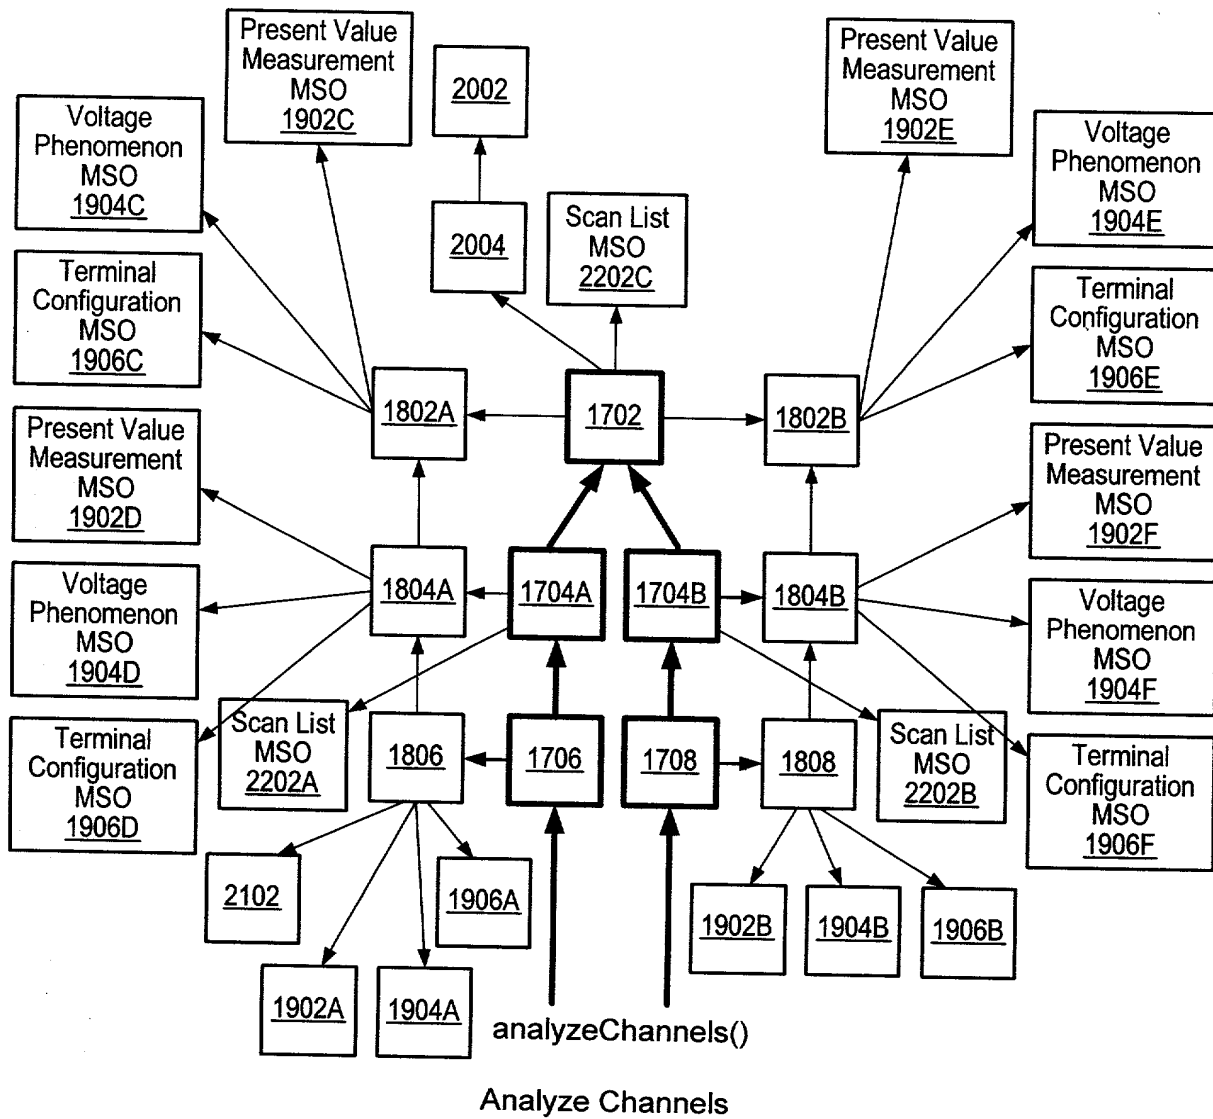 Present Value
Measurement
MSO
1902C
2002
Present Value
Measurement
MSO
1902E
Voltage
Phenomenon
MSO
1904C
Voltage
Phenomenon
MSO
1904E
2004
Scan List
MSO
2202C
Terminal
Configuration
MSO
1906C
Terminal
Configuration
MSO
1906E
1802A
1702
1802B
Present Value
Measurement
MSO
1902D
Present Value
Measurement
MSO
1902F
1804A
1704A
1704B
1804B
Voltage
Phenomenon
MSO
1904D
Voltage
Phenomenon
MSO
1904F
Scan List
MSO
2202A
1806
1706
1708
1808
Scan List
MSO
2202B
Terminal
Configuration
MSO
1906D
Terminal
Configuration
MSO
1906F
2102
1906A
1902B
1904B
1906B
1902A
1904A
analyzeChannels()
Analyze Channels